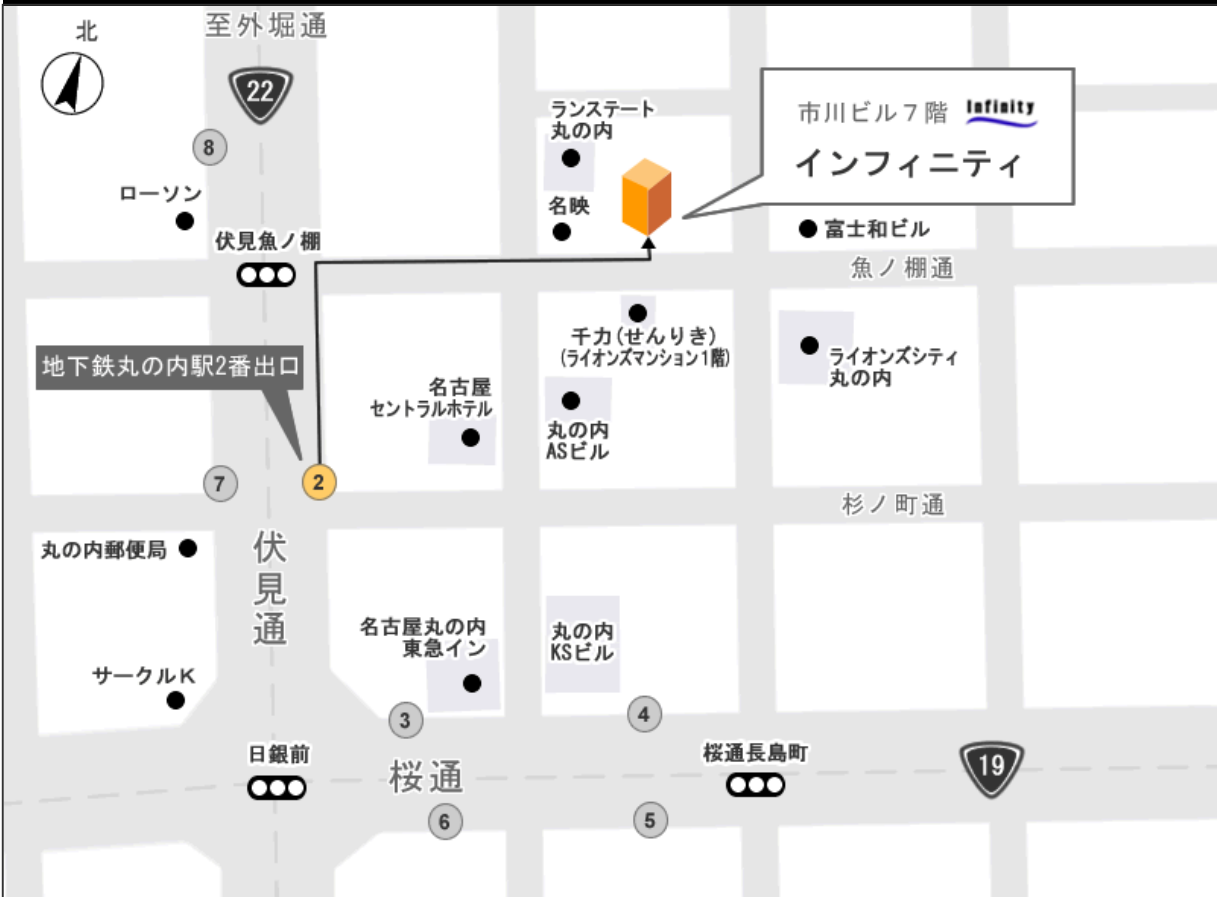 至外堀通
北
22
8
ランステート
丸の内
市川ビル7階 Infinity
インフィニティ
ローソン
名映
富士和ビル
伏見魚ノ棚
魚ノ棚通
千力(せんりき)
(ライオンズマンション1階)
ライオンズシティ
丸の内
地下鉄丸の内駅2番出口
名古屋
セントラルホテル
丸の内
ASビル
7
2
杉ノ町通
丸の内郵便局
伏見通
名古屋丸の内
東急イン
丸の内
KSビル
サークルK
3
4
日銀前
桜通
桜通長島町
19
6
5